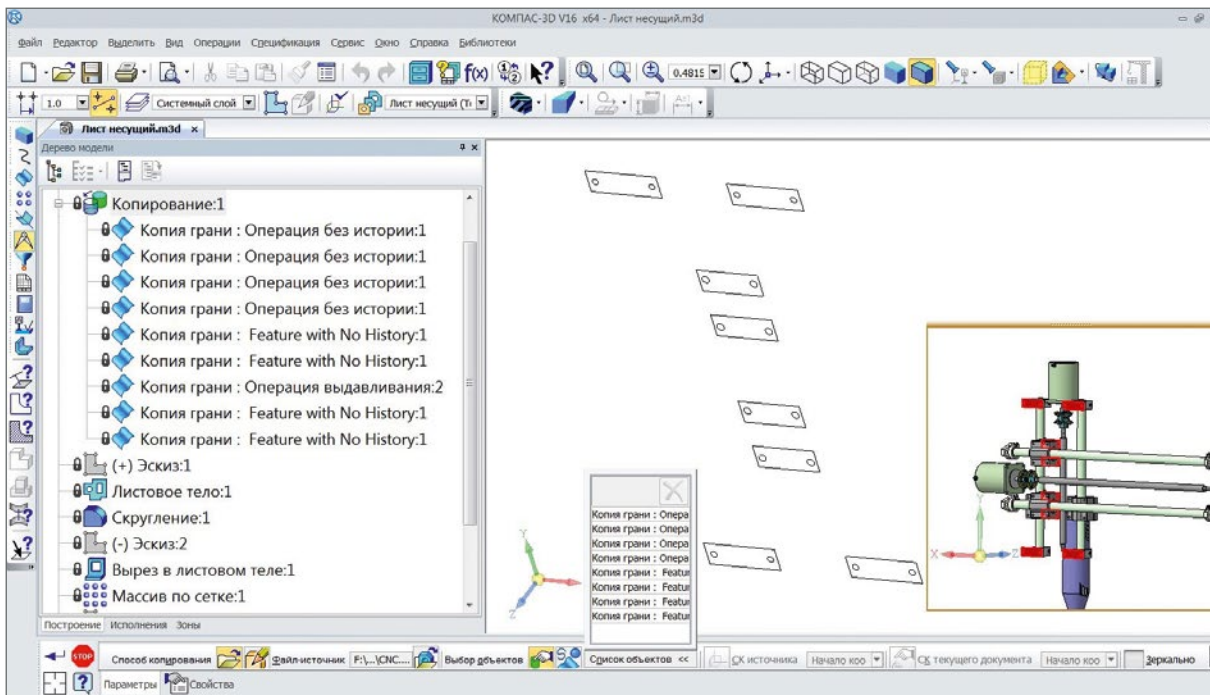 КОМПАС-3D V16 x64 - Лист несущий.m3d
Файл Редактор Выделить Вид Операции Спецификация Сервис Окно Справка Библиотеки
0.4815
1.0 Системный слой Лист несущий (Те
Лист несущий.m3d
Дерево модели
Копирование:1
Копия грани : Операция без истории:1
Копия грани : Операция без истории:1
Копия грани : Операция без истории:1
Копия грани : Операция без истории:1
Копия грани : Feature with No History:1
Копия грани : Feature with No History:1
Копия грани : Операция выдавливания:2
Копия грани : Feature with No History:1
Копия грани : Feature with No History:1
(+) Эскиз:1
Листовое тело:1
Скругление:1
(-) Эскиз:2
Вырез в листовом теле:1
Массив по сетке:1
Построение Исполнения Зоны
Y
Z
Копия грани : Опера
Копия грани : Опера
Копия грани : Опера
Копия грани : Опера
Копия грани : Featur
Копия грани : Featur
Копия грани : Featur
Копия грани : Featur
Y
X
Z
STOP Способ копирования Файл-источник F:\...\CNC.... Выбор объектов Список объектов << СК источника Начало коо СК текущего документа Начало коо Зеркально
Параметры Свойства